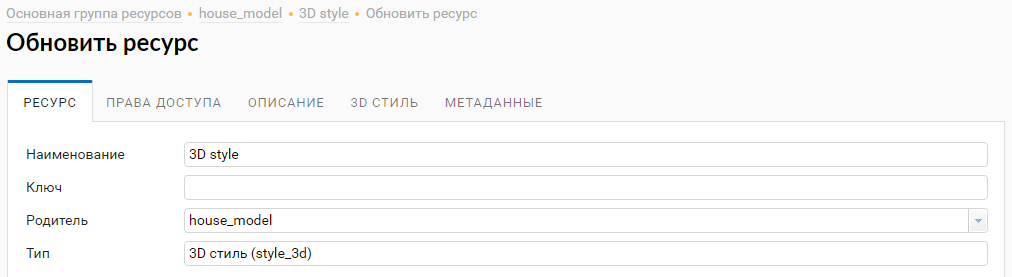 Основная группа ресурсов • house_model • 3D style • Обновить ресурс
Обновить ресурс
РЕСУРС ПРАВА ДОСТУПА ОПИСАНИЕ 3D СТИЛЬ МЕТАДАННЫЕ
Наименование 3D style
Ключ
Родитель house_model
Тип 3D стиль (style_3d)